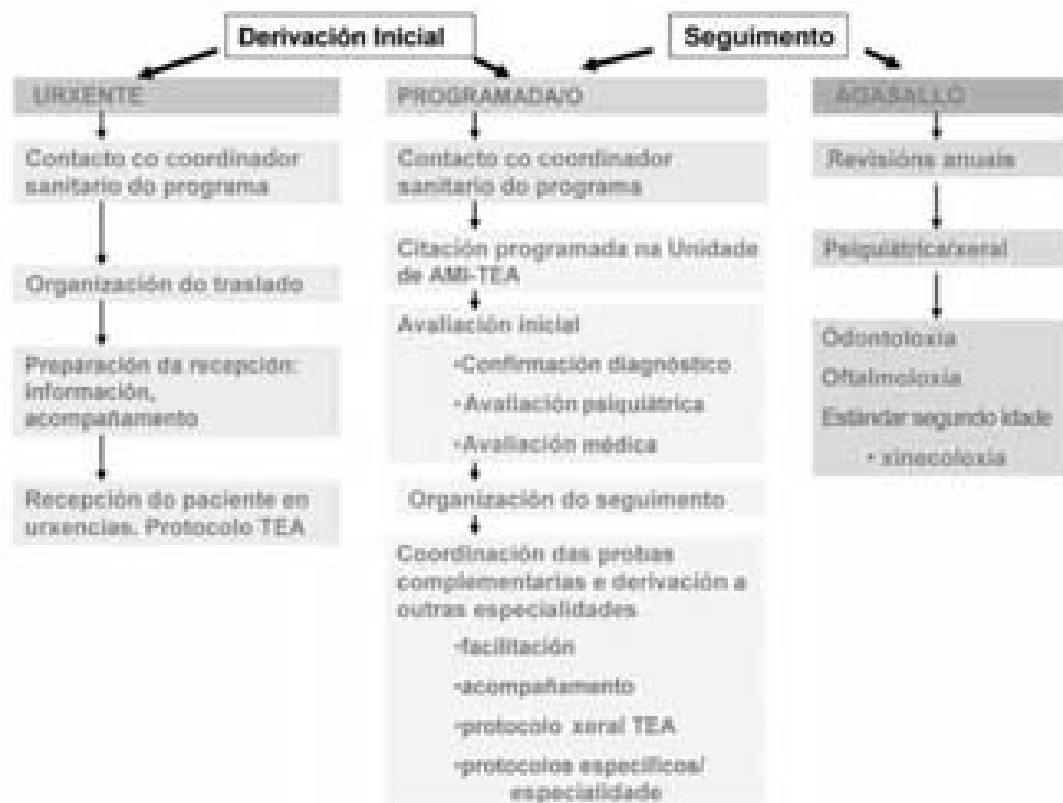 Derivación Inicial
Seguimento
URXENTE
Contacto co coordinador
sanitario do programa
Organización do traslado
Preparación da recepción:
información,
acompañamento
Recepción do paciente en
urxencias. Protocolo TEA
PROGRAMADA/O
Contacto co coordinador
sanitario do programa
Citación programada na Unidade
de AMI-TEA
Avaliación inicial
•Confirmación diagnóstico
•Avaliación psiquiátrica
•Avaliación médica
Organización do seguimento
Coordinación das probas
complementarias e derivación a
outras especialidades
•facilitación
•acompañamento
•protocolo xeral TEA
•protocolos específicos/
especialidade
AGASALLO
Revisións anuais
Psiquiátrica/xeral
Odontoloxía
Oftalmoloxía
Estándar segundo idade
• xinecoloxía